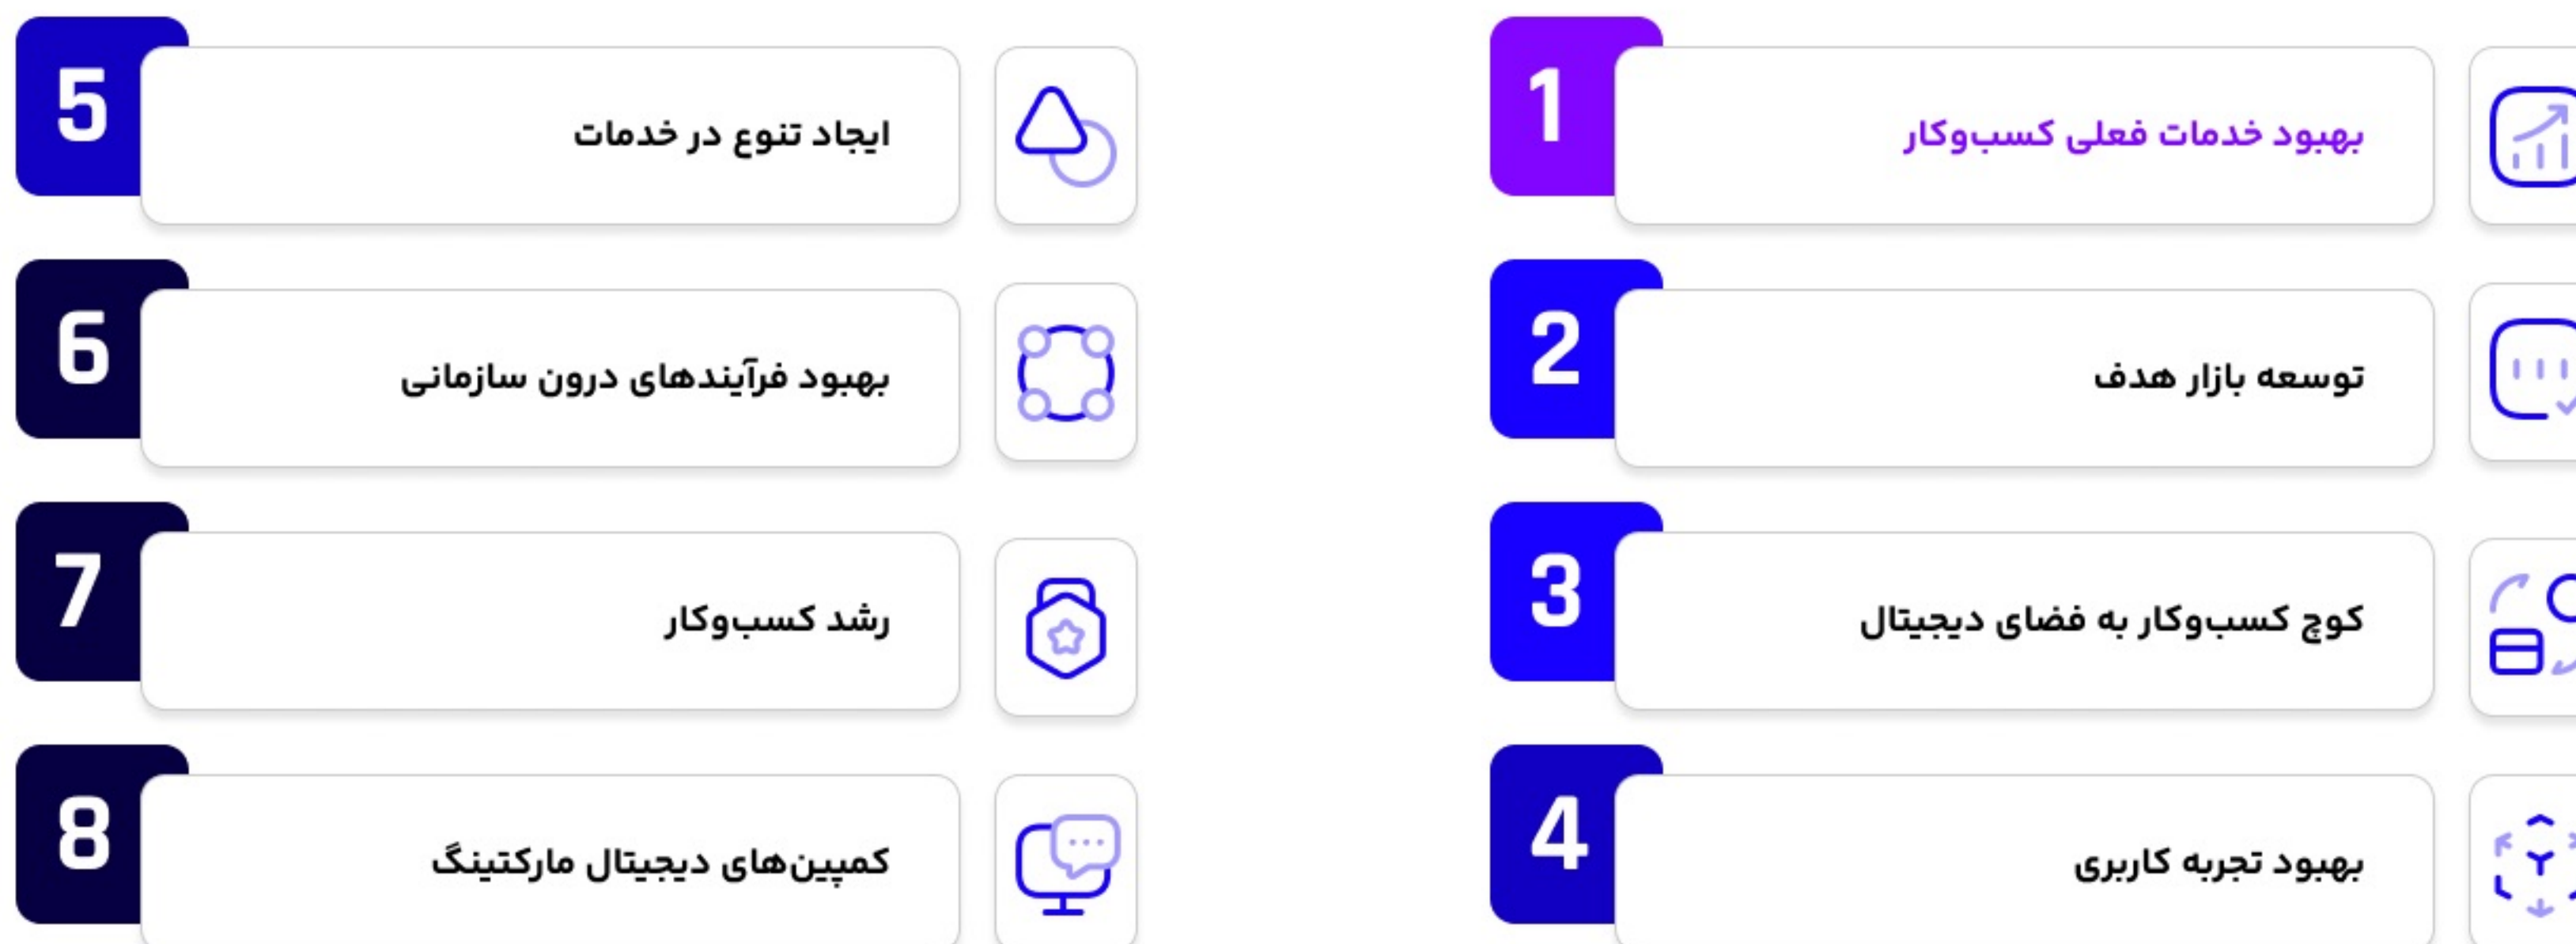 1
بهبود خدمات فعلی کسب‌وکار
2
توسعه بازار هدف
3
کوچ کسب‌وکار به فضای دیجیتال
4
بهبود تجربه کاربری
5
ایجاد تنوع در خدمات
6
بهبود فرآیندهای درون سازمانی
7
رشد کسب‌وکار
8
کمپین‌های دیجیتال مارکتینگ